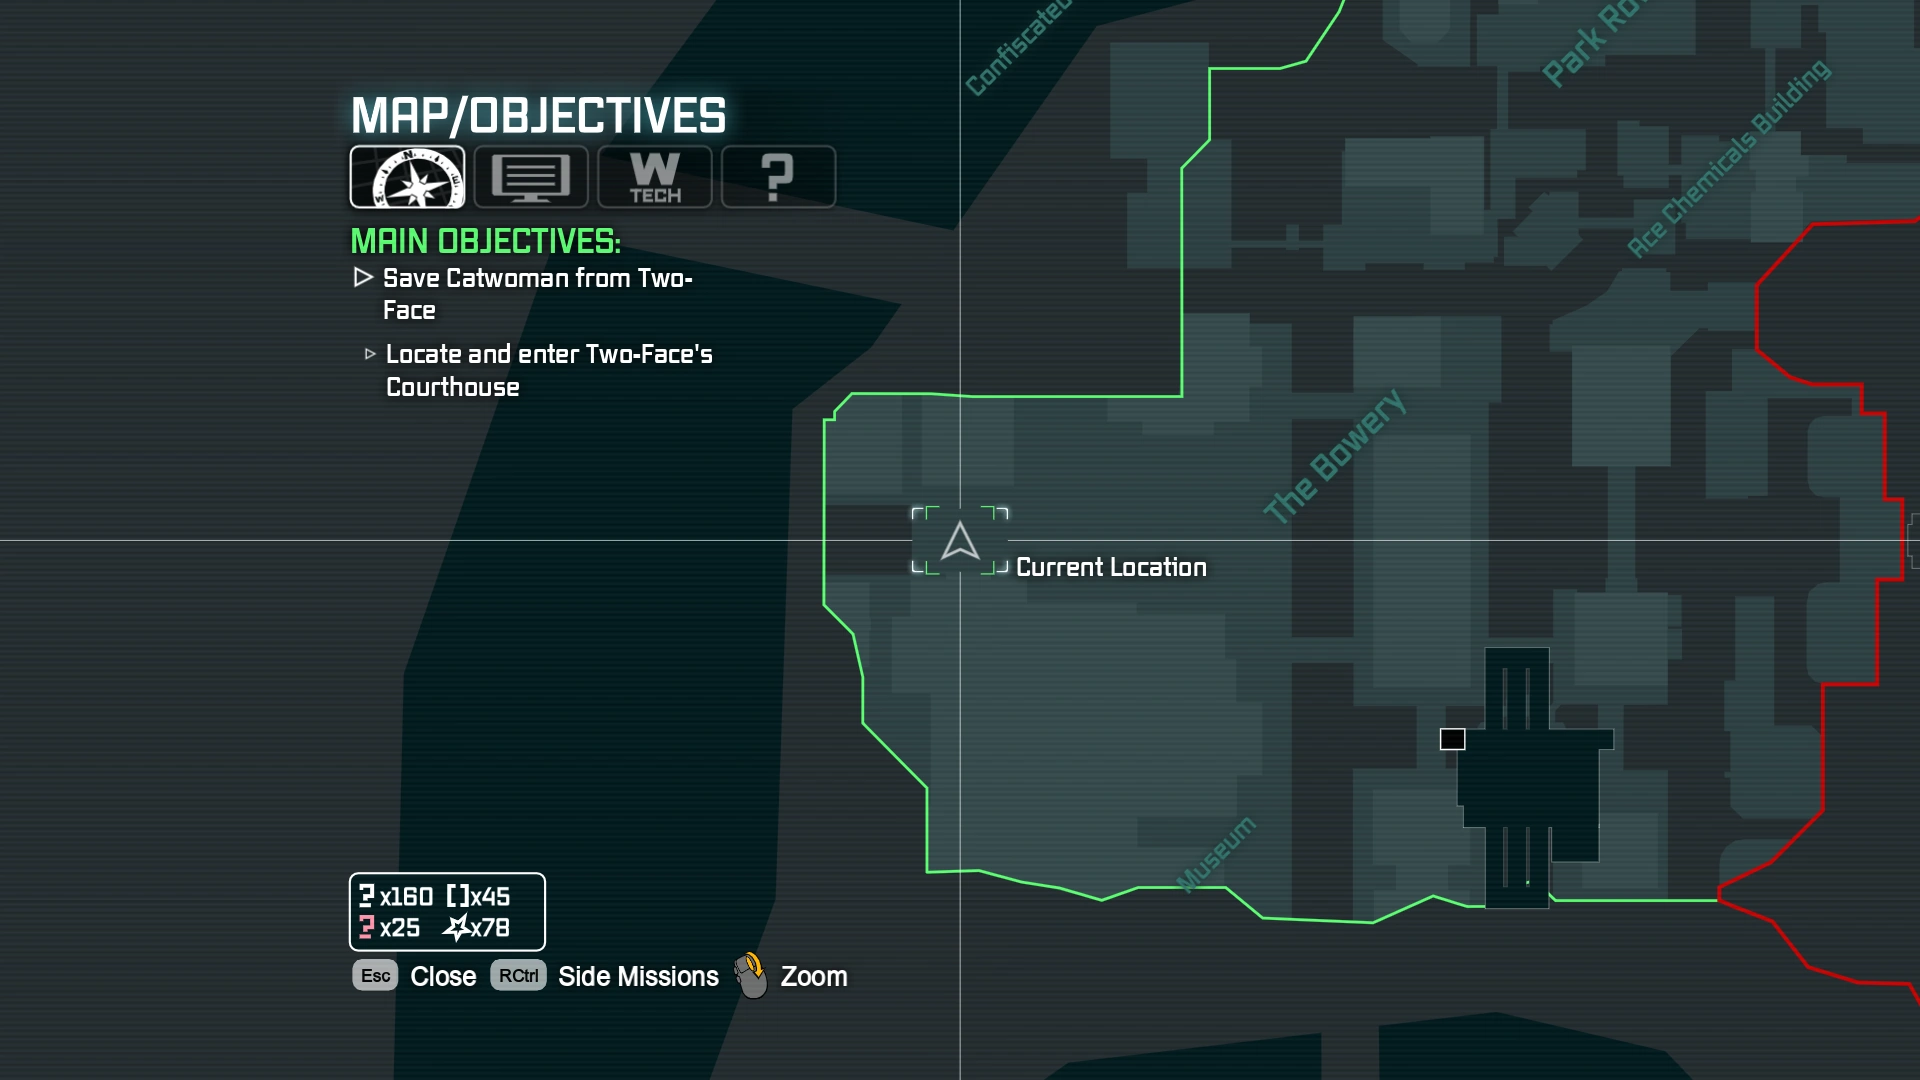 Confiscated
Park Ro
MAP/OBJECTIVES
W
TECH
?
Ace Chemicals Building
MAIN OBJECTIVES:
Save Catwoman from Two-
Face
Locate and enter Two-Face's
Courthouse
The Bowery
Current Location
Museum
? x160 []x45
? x25 x78
Esc Close RCtrl Side Missions Zoom